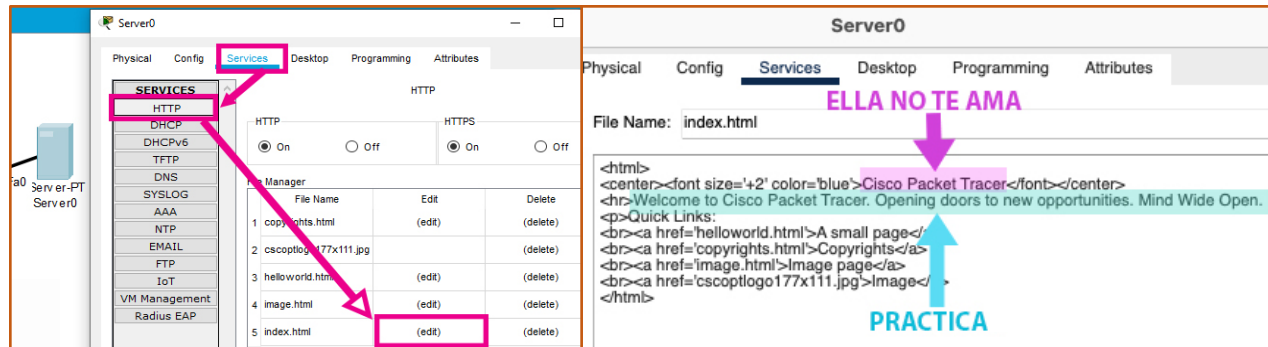 Server0
Physical Config Services Desktop Programming Attributes
SERVICES
HTTP
DHCP
DHCPv6
TFTP
DNS
SYSLOG
AAA
NTP
EMAIL
FTP
IoT
VM Management
Radius EAP
HTTP
HTTP HTTPS
On Off On Off
File Manager
File Name Edit Delete
1 copyrights.html (edit) (delete)
2 cscoptlogo177x111.jpg (delete)
3 helloworld.html (edit) (delete)
4 image.html (edit) (delete)
5 index.html (edit) (delete)
Fa0
Server-PT
Server0
Server0
Physical Config Services Desktop Programming Attributes
ELLA NO TE AMA
File Name: index.html
<html>
<center><font size='+2' color='blue'>Cisco Packet Tracer</font></center>
<hr>Welcome to Cisco Packet Tracer. Opening doors to new opportunities. Mind Wide Open.
<p>Quick Links:
<br><a href='helloworld.html'>A small page</a>
<br><a href='copyrights.html'>Copyrights</a>
<br><a href='image.html'>Image page</a>
<br><a href='cscoptlogo177x111.jpg'>Image</a>
</html>
PRACTICA